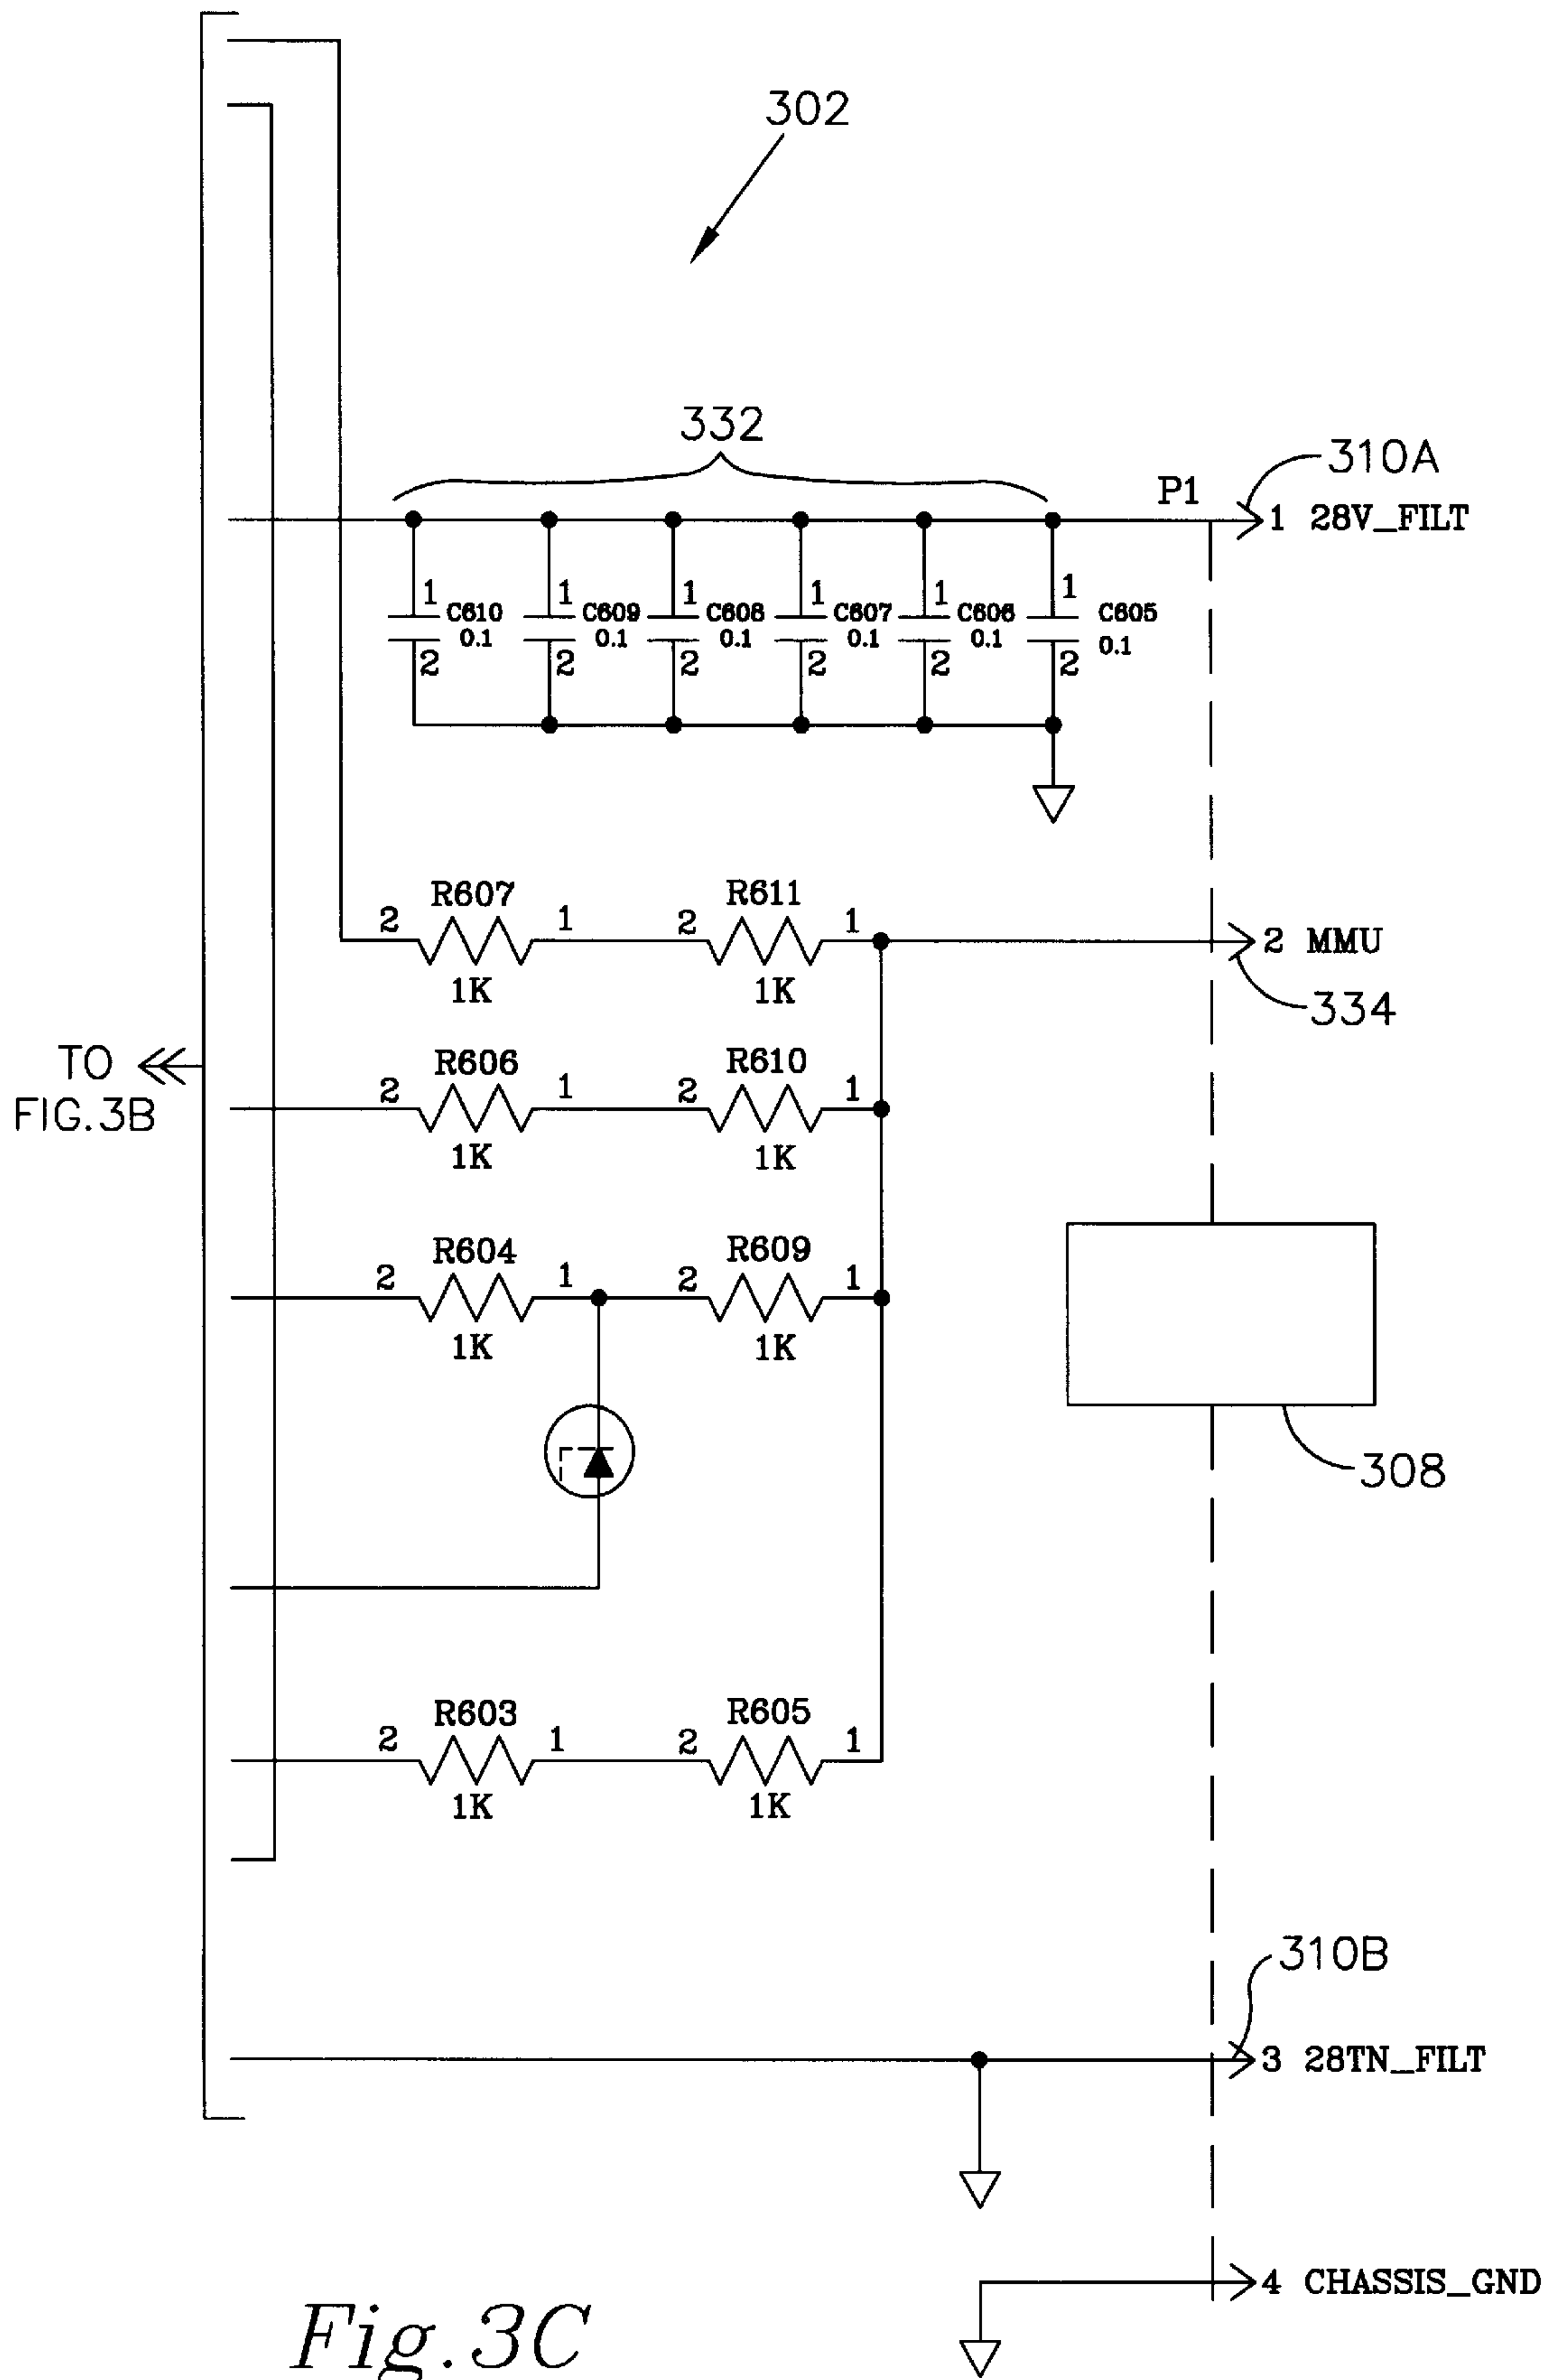 302
332
310A
P1
1 28V_FILT
1 1 1 1 1 1
C610 C609 C608 C607 C606 C605
0.1 0.1 0.1 0.1 0.1 0.1
2 2 2 2 2 2
R607 R611
2 1 2 1
2 MMU
1K 1K
334
TO
FIG.3B
R606 R610
2 1 2 1
1K 1K
R604 R609
2 1 2 1
1K 1K
308
R603 R605
2 1 2 1
1K 1K
310B
3 28TN_FILT
4 CHASSIS_GND
Fig.3C